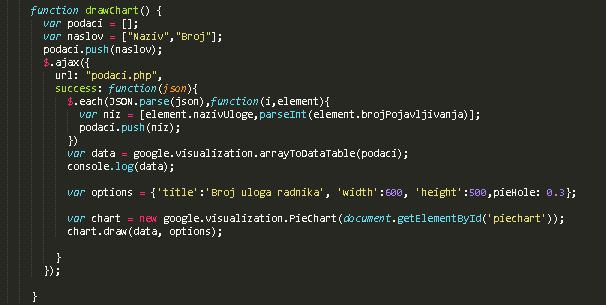 function drawChart() {
var podaci = [];
var naslov = ["Naziv","Broj"];
podaci.push(naslov);
$.ajax({
url: "podaci.php",
success: function(json){
$.each(JSON.parse(json),function(i,element){
var niz = [element.nazivUloge,parseInt(element.brojPojavljivanja)];
podaci.push(niz);
})
var data = google.visualization.arrayToDataTable(podaci);
console.log(data);
var options = {'title':'Broj uloga radnika', 'width':600, 'height':500,pieHole: 0.3};
var chart = new google.visualization.PieChart(document.getElementById('piechart'));
chart.draw(data, options);
}
});
}